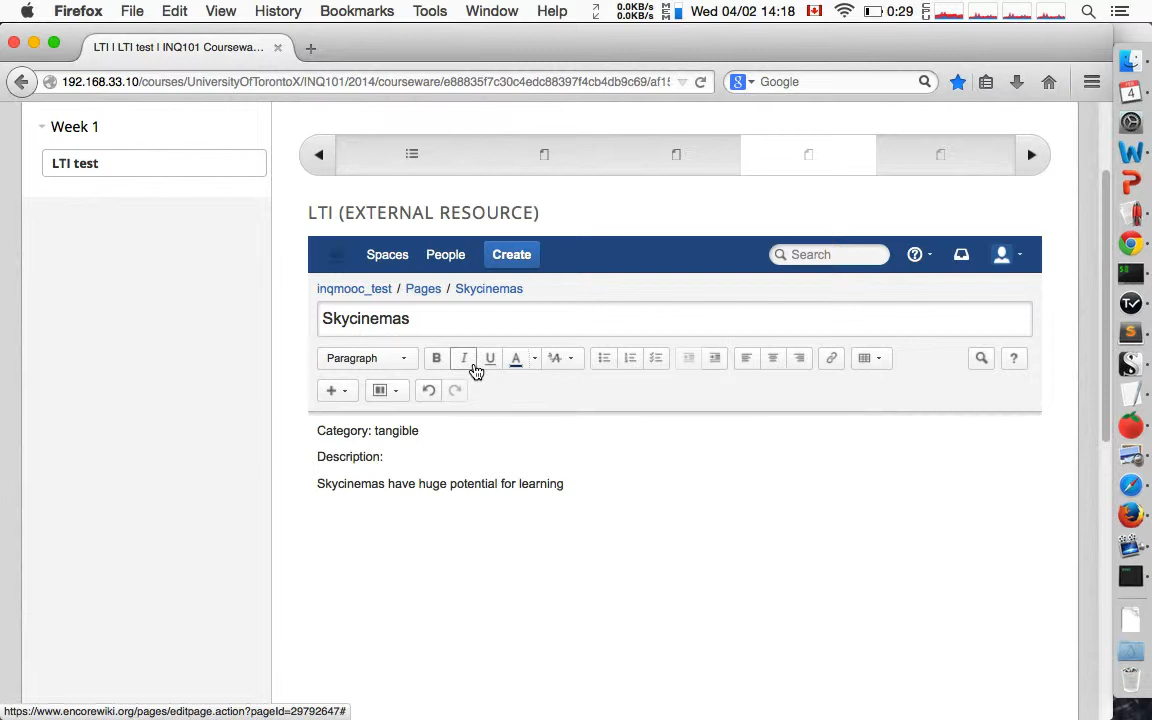 Firefox File Edit View History Bookmarks Tools Window Help 0.0KB/s 0.0KB/s Wed 04/02 14:18 0:29
LTI | LTI test | INQ101 Coursewa...
192.168.33.10/courses/UniversityOfTorontoX/INQ101/2014/courseware/e88835f7c30c4edc88397f4cb4db9c69/af1 Google
Week 1
LTI test
LTI (EXTERNAL RESOURCE)
Spaces People Create Search
inqmooc_test / Pages / Skycinemas
Skycinemas
Paragraph B I U A
Category: tangible
Description:
Skycinemas have huge potential for learning
https://www.encorewiki.org/pages/editpage.action?pageId=29792647#